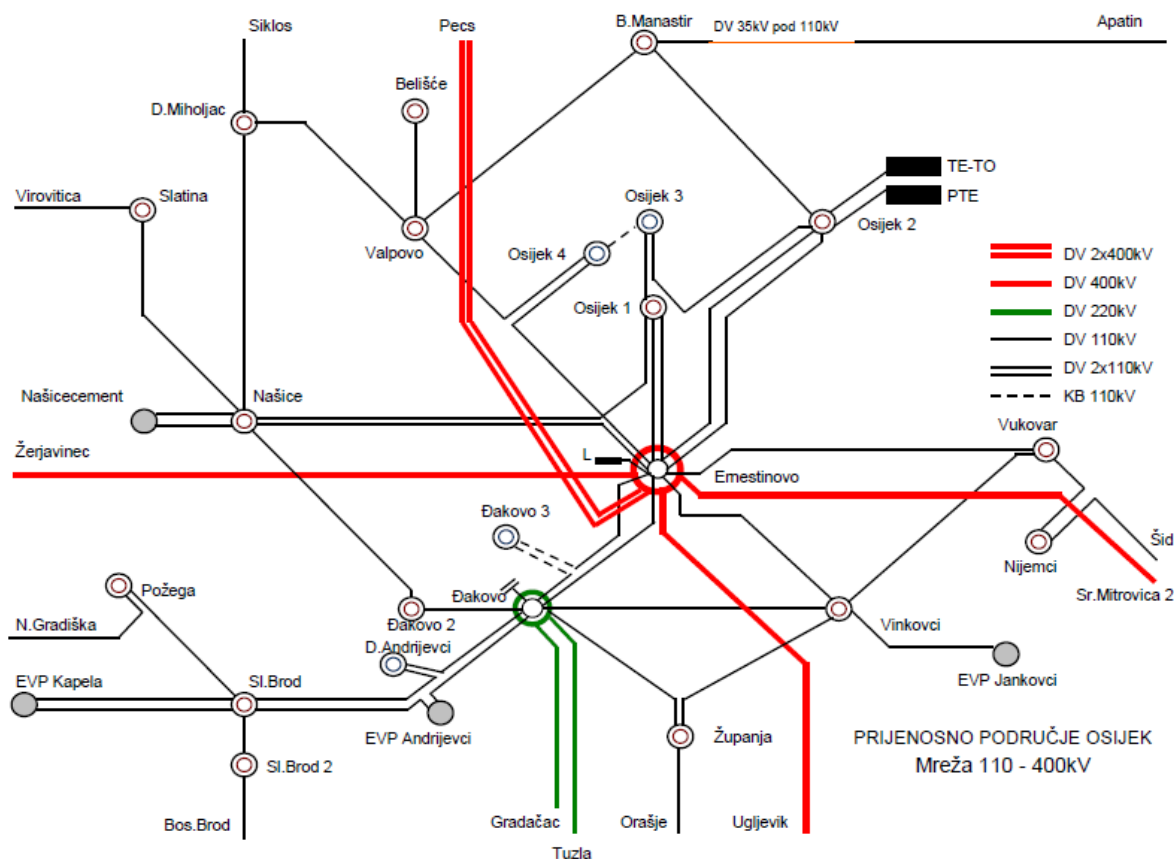 Siklos
Pecs
B.Manastir
DV 35kV pod 110kV
Apatin
Belišće
D.Miholjac
TE-TO
PTE
Virovitica
Slatina
Osijek 3
Osijek 2
Valpovo
Osijek 4
DV 2x400kV
DV 400kV
DV 220kV
DV 110kV
DV 2x110kV
KB 110kV
Osijek 1
Našicecement
Našice
Vukovar
Žerjavinec
L
Ernestinovo
Đakovo 3
Šid
Nijemci
Sr.Mitrovica 2
Požega
Đakovo
N.Gradiška
Đakovo 2
Vinkovci
D.Andrijevci
EVP Kapela
Sl.Brod
EVP Jankovci
EVP Andrijevci
Županja
PRIJENOSNO PODRUČJE OSIJEK
Mreža 110 - 400kV
Sl.Brod 2
Bos.Brod
Gradačac
Orašje
Ugljevik
Tuzla